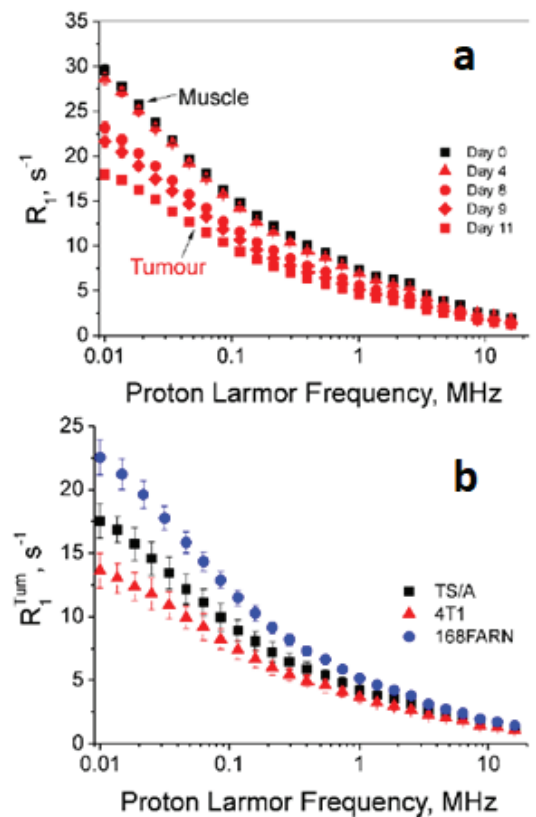 a
35
30
25
20
15
10
5
0
R1, s-1
Muscle
Tumour
Day 0
Day 4
Day 8
Day 9
Day 11
0.01 0.1 1 10
Proton Larmor Frequency, MHz
b
25
20
15
10
5
0
R1Tum, s-1
TS/A
4T1
168FARN
0.01 0.1 1 10
Proton Larmor Frequency, MHz